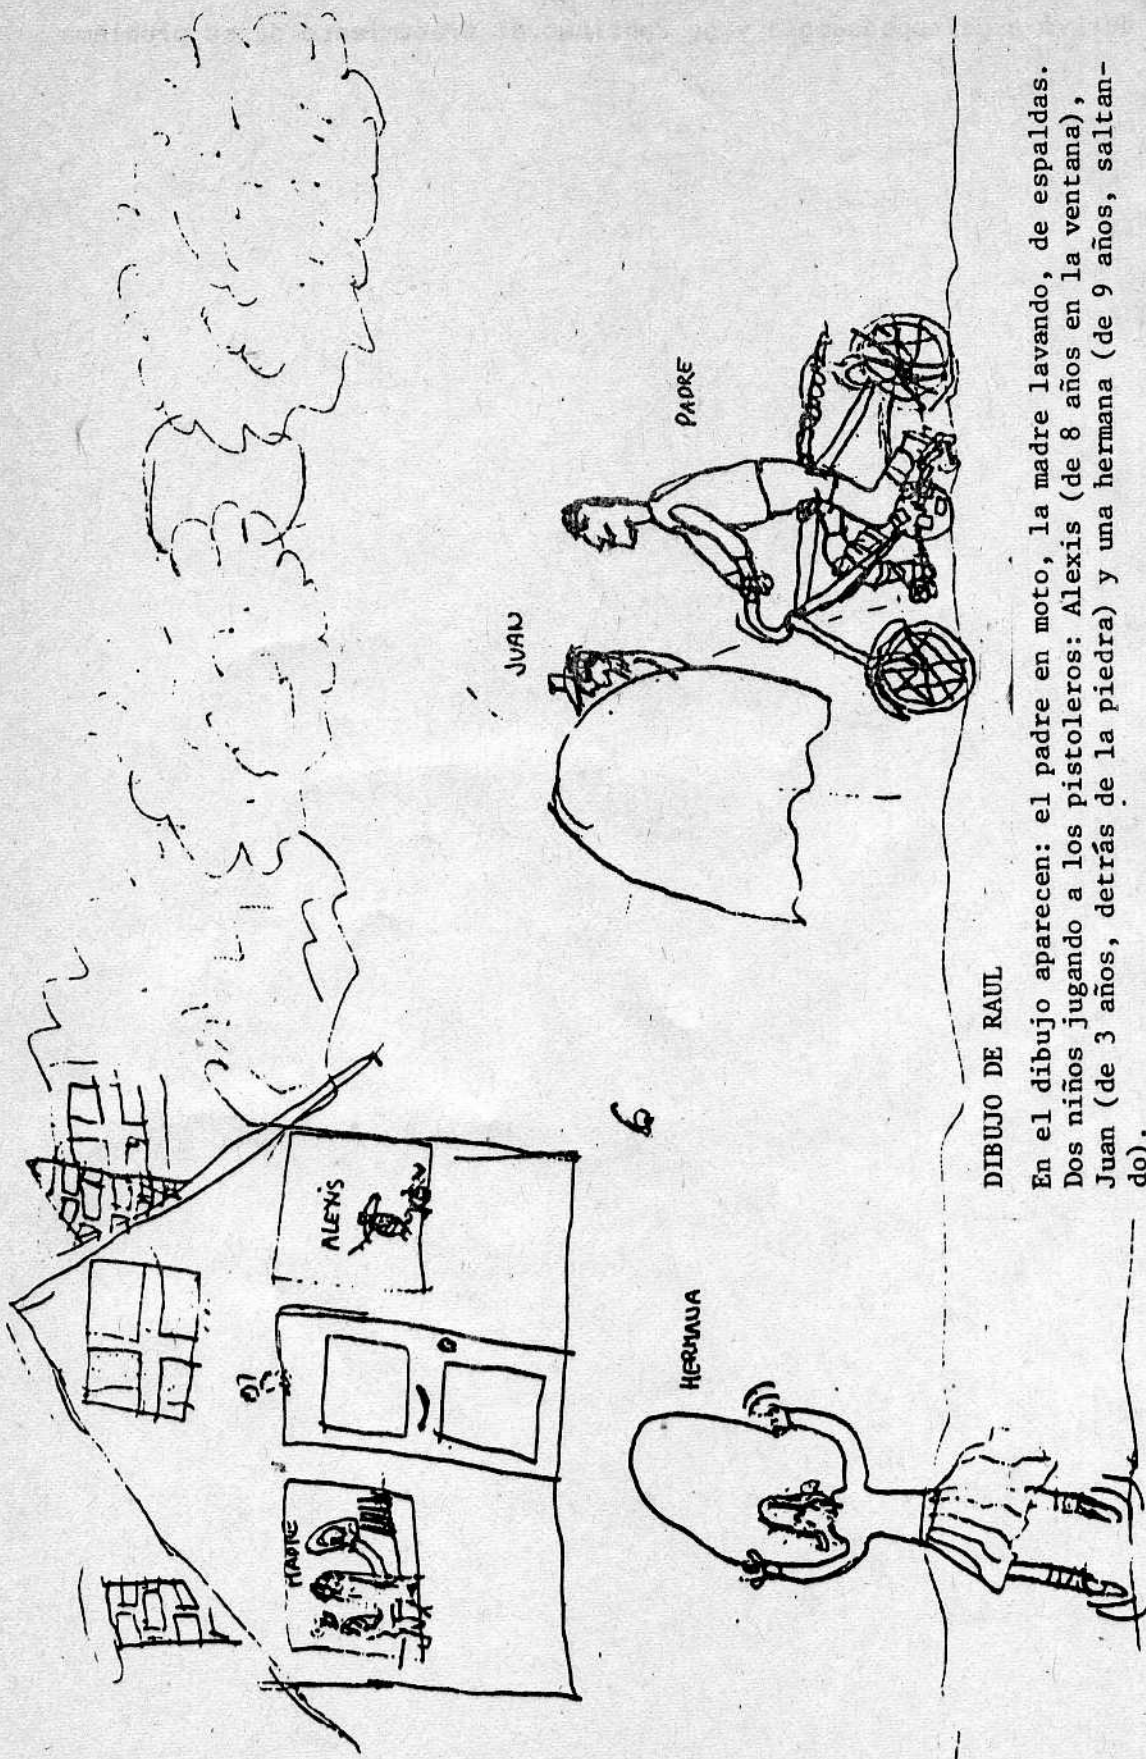 MADRE
ALEXIS
JUAN
PADRE
HERMANA
DIBUJO DE RAUL
En el dibujo aparecen: el padre en moto, la madre lavando, de espaldas.
Dos niños jugando a los pistoleros: Alexis (de 8 años en la ventana),
Juan (de 3 años, detrás de la piedra) y una hermana (de 9 años, saltan-
do).